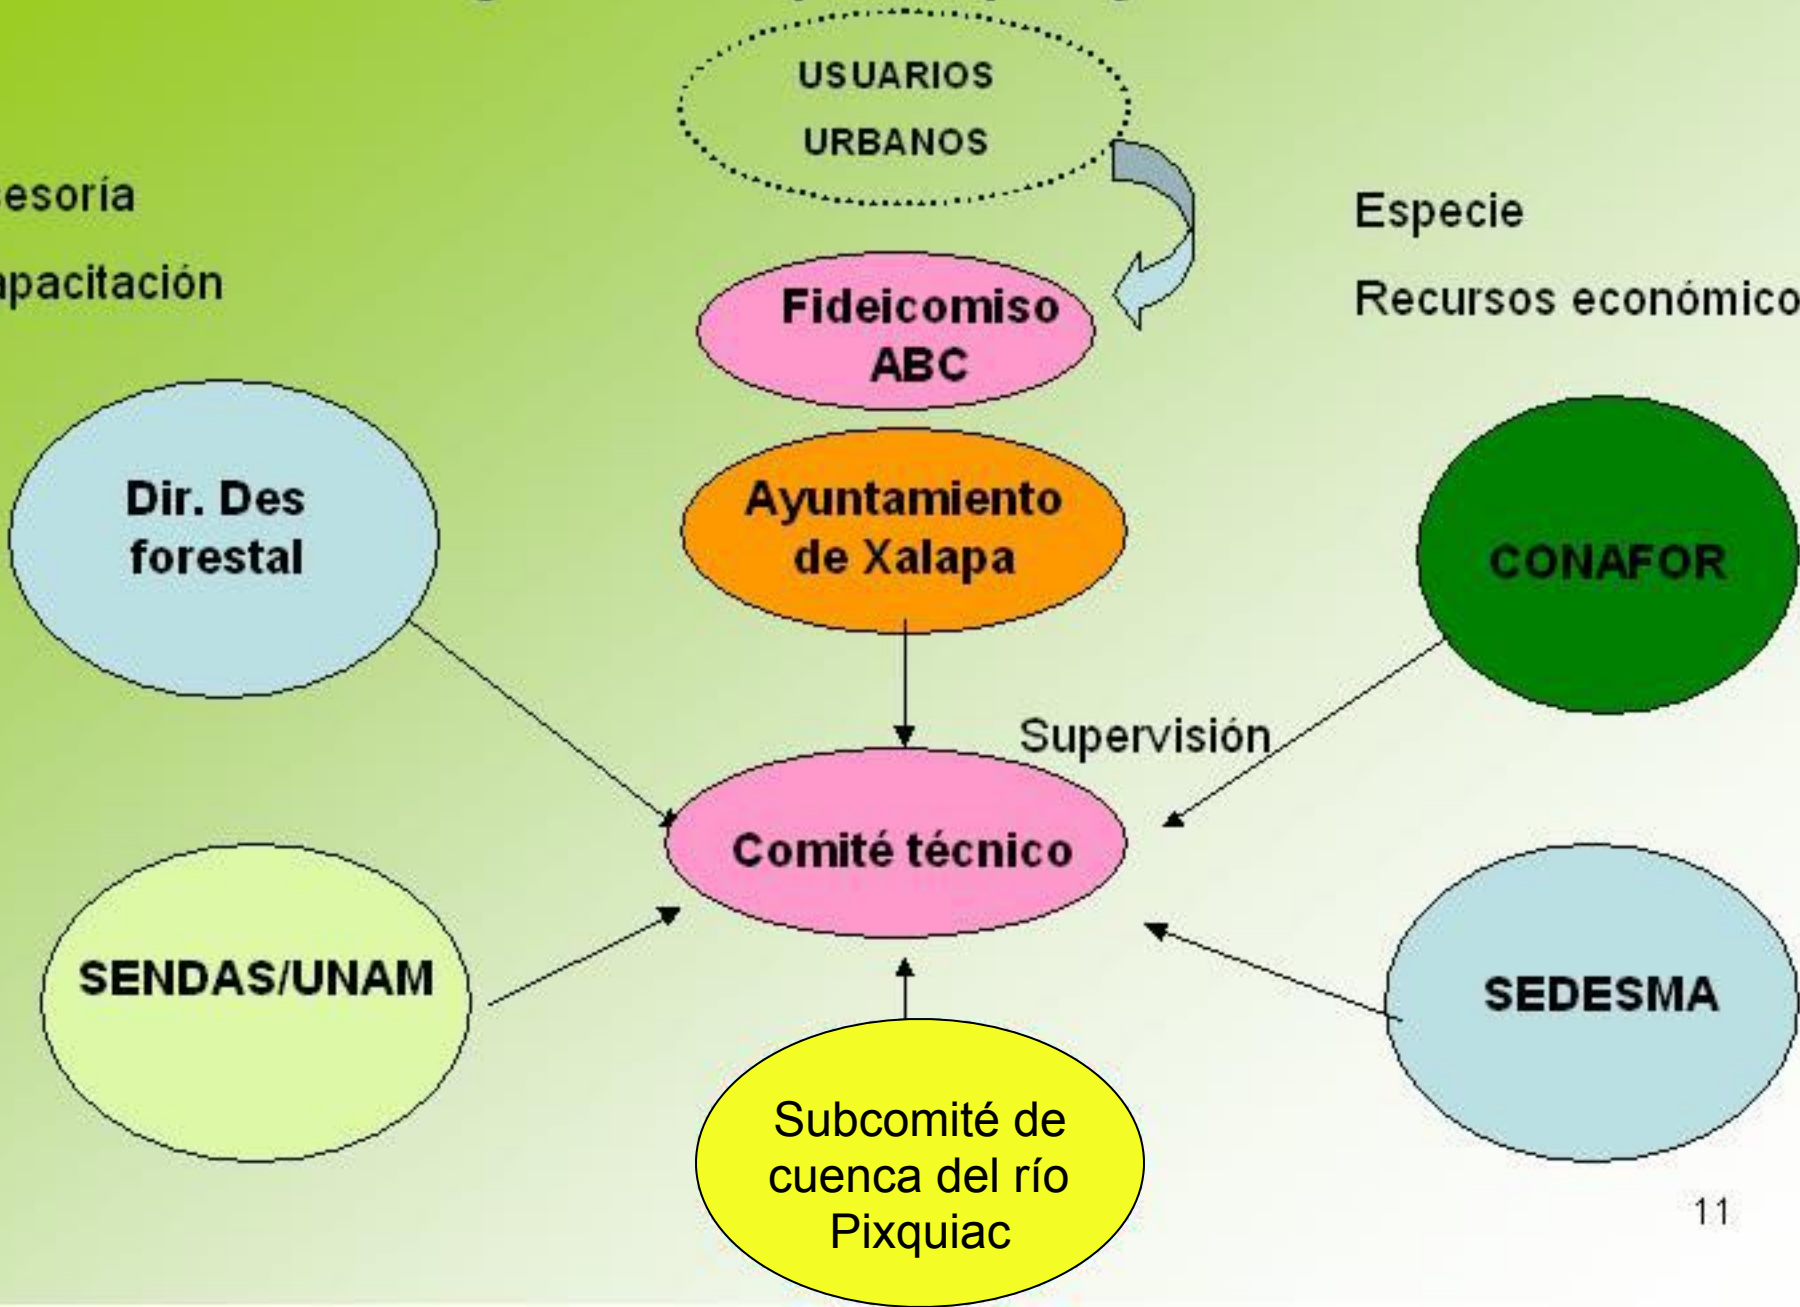 USUARIOS
URBANOS
esoría
pacitación
Especie
Recursos económico
Fideicomiso
ABC
Dir. Des
forestal
Ayuntamiento
de Xalapa
CONAFOR
Supervisión
Comité técnico
SENDAS/UNAM
SEDESMA
Subcomité de
cuenca del río
Pixquiac
11